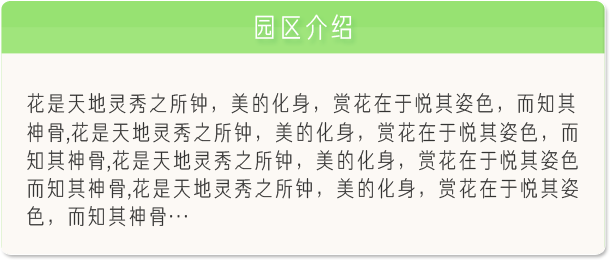 园区介绍
花是天地灵秀之所钟，美的化身，赏花在于悦其姿色，而知其
神骨,花是天地灵秀之所钟，美的化身，赏花在于悦其姿色，而
知其神骨,花是天地灵秀之所钟，美的化身，赏花在于悦其姿色
而知其神骨,花是天地灵秀之所钟，美的化身，赏花在于悦其姿
色，而知其神骨…